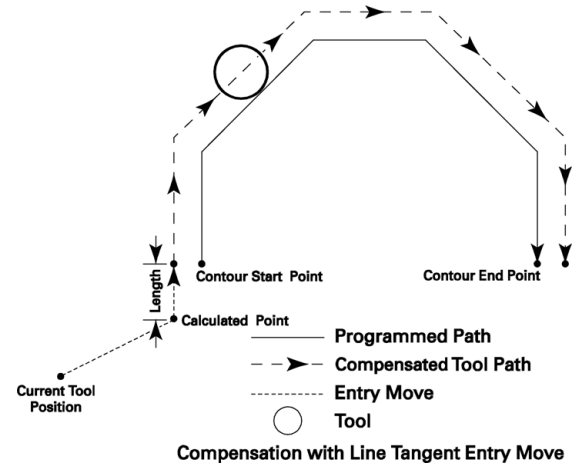 Length
Contour Start Point
Contour End Point
Calculated Point
Current Tool
Position
Programmed Path
Compensated Tool Path
Entry Move
Tool
Compensation with Line Tangent Entry Move